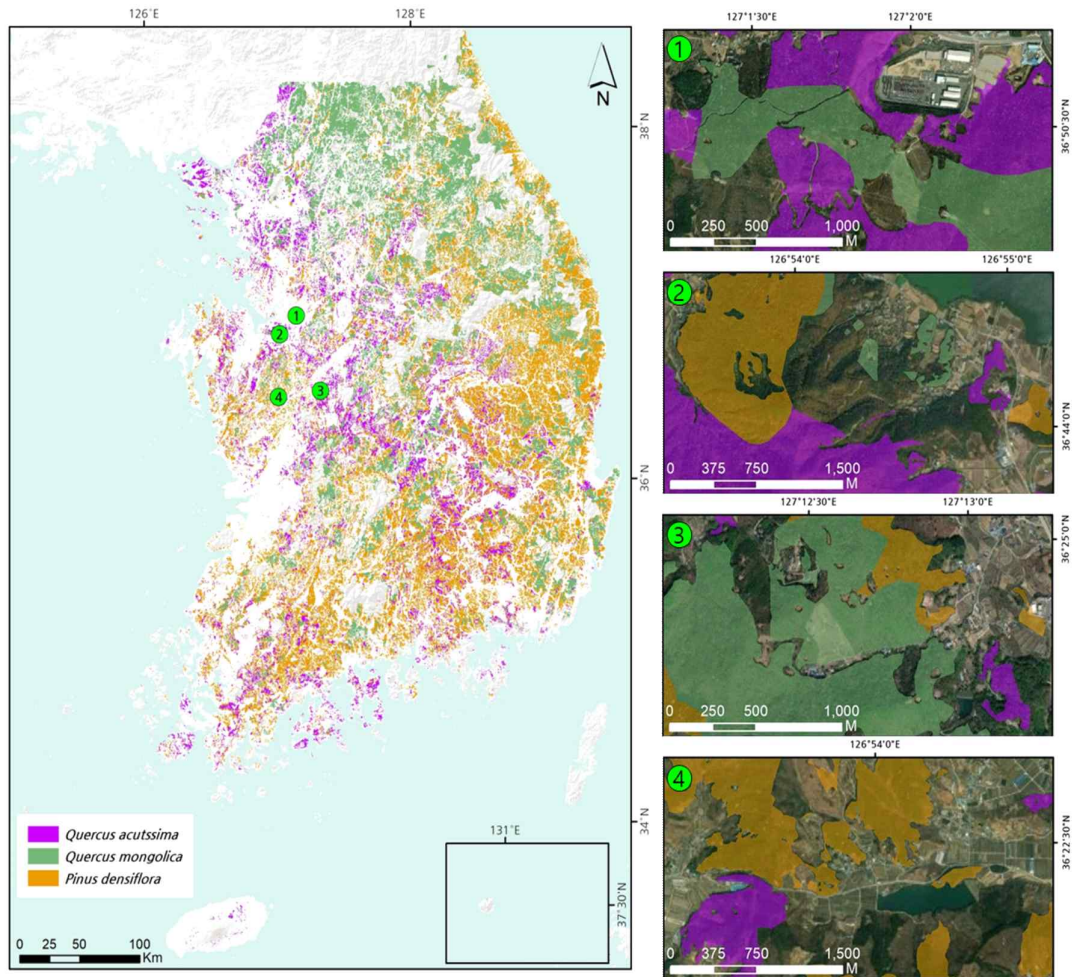 126°E
128°E
N
38°N
36°N
34°N
1
2
3
4
Quercus acutssima
Quercus mongolica
Pinus densiflora
131°E
37°30'N
0 25 50 100
Km
1
127°1'30"E
127°2'0"E
36°50'30"N
0 250 500 1,000
M
2
126°54'0"E
126°55'0"E
36°44'0"N
0 375 750 1,500
M
3
127°12'30"E
127°13'0"E
36°25'0"N
0 250 500 1,000
M
4
126°54'0"E
36°22'30"N
0 375 750 1,500
M